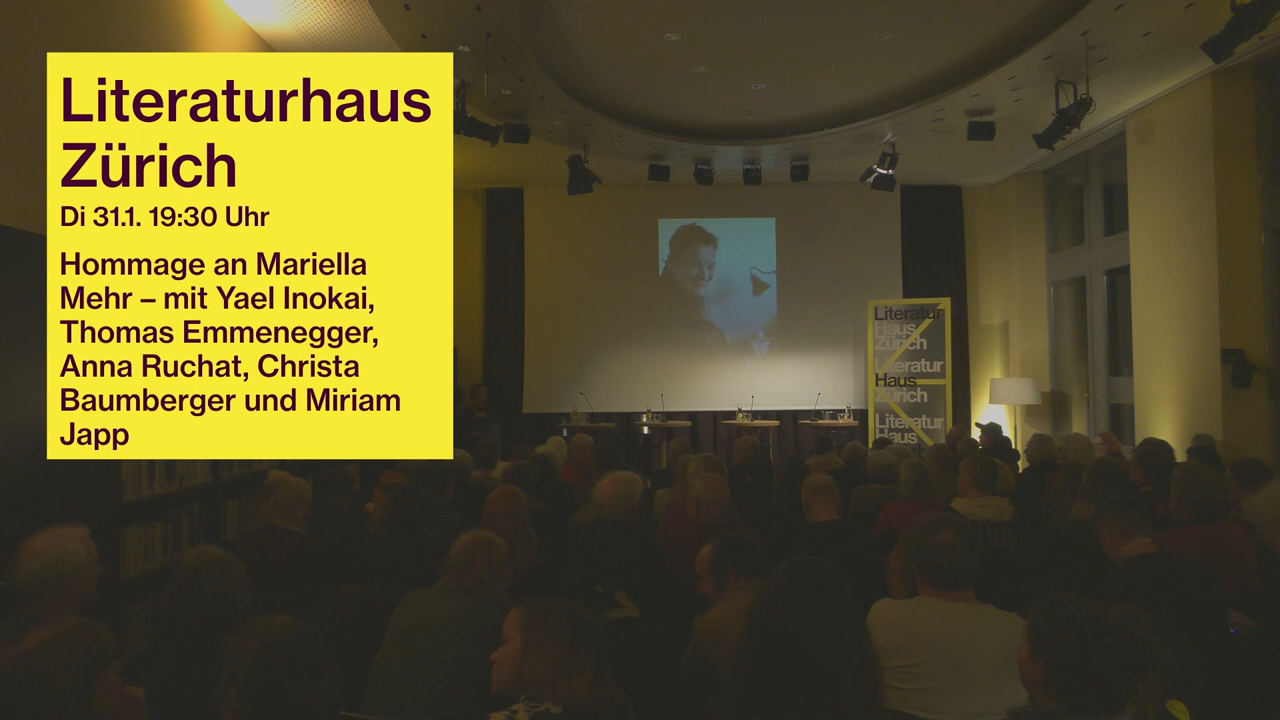 Literaturhaus
Zürich
Di 31.1. 19:30 Uhr
Hommage an Mariella
Mehr – mit Yael Inokai,
Thomas Emmenegger,
Anna Ruchat, Christa
Baumberger und Miriam
Japp
Literatur
Haus
Zürich
Literatur
Haus
Zürich
Literatur
Haus